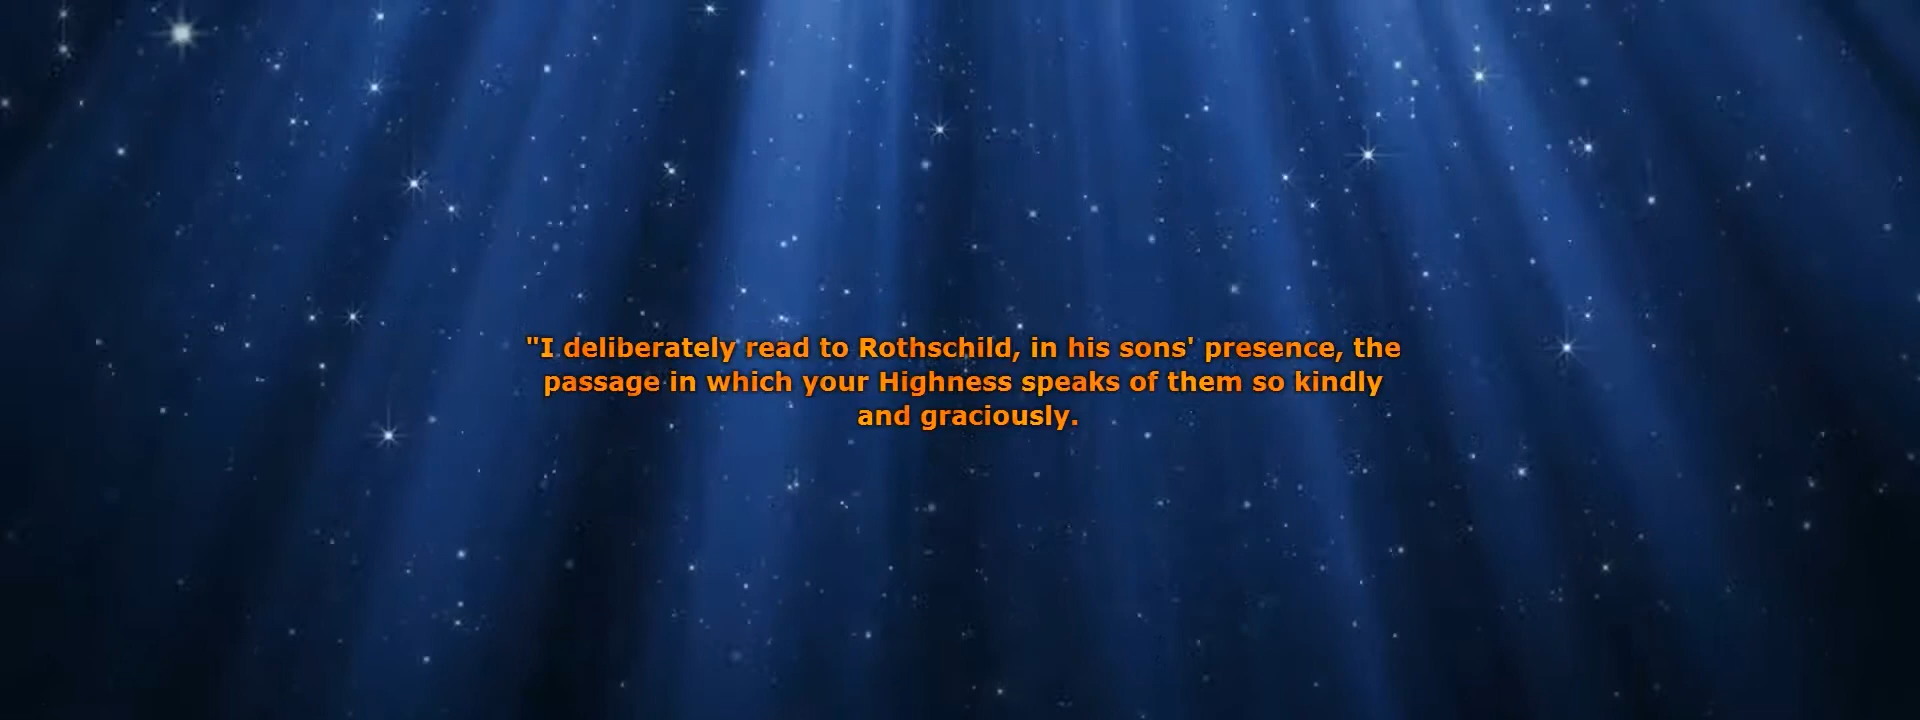 "I deliberately read to Rothschild, in his sons' presence, the
passage in which your Highness speaks of them so kindly
and graciously.